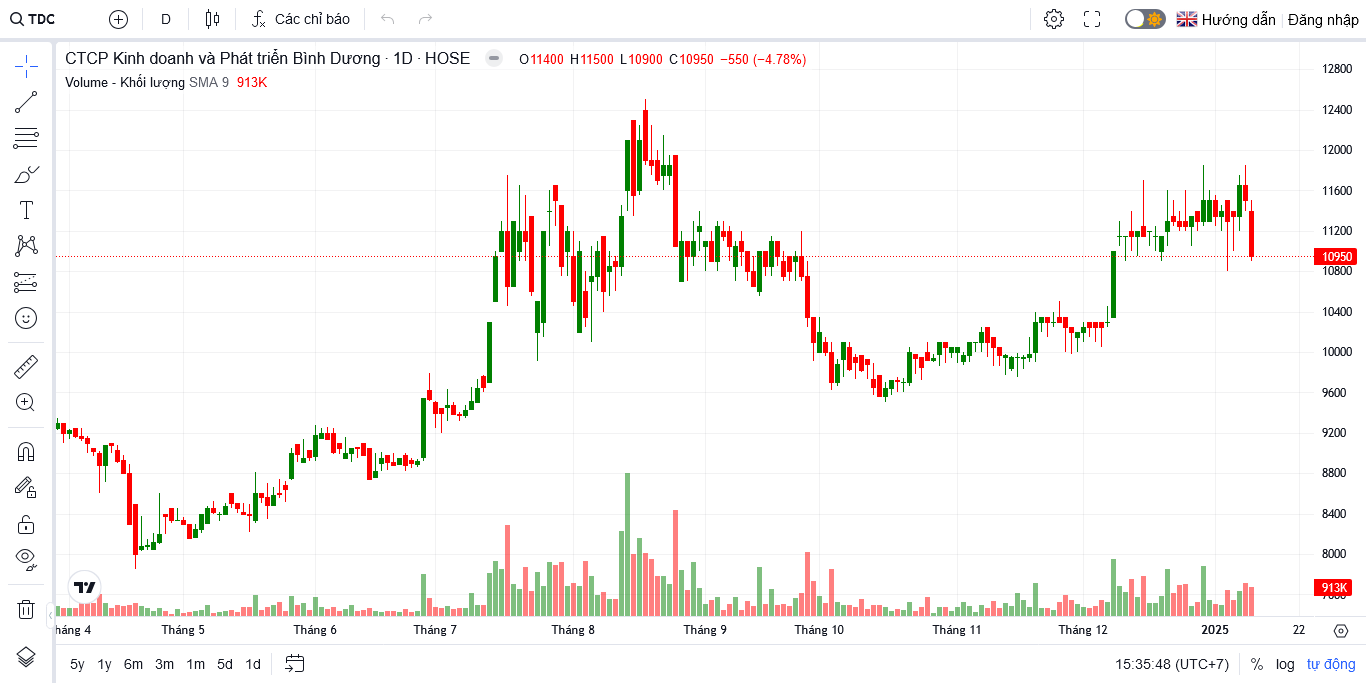 TDC D Các chỉ báo Hướng dẫn Đăng nhập
CTCP Kinh doanh và Phát triển Bình Dương · 1D · HOSE O11400 H11500 L10900 C10950 −550 (−4.78%)
Volume - Khối lượng SMA 9 913K
12800
12400
12000
11600
11200
10950
10800
10400
10000
9600
9200
8800
8400
8000
913K
háng 4 Tháng 5 Tháng 6 Tháng 7 Tháng 8 Tháng 9 Tháng 10 Tháng 11 Tháng 12 2025 22
5y 1y 6m 3m 1m 5d 1d 15:35:48 (UTC+7) % log tự động